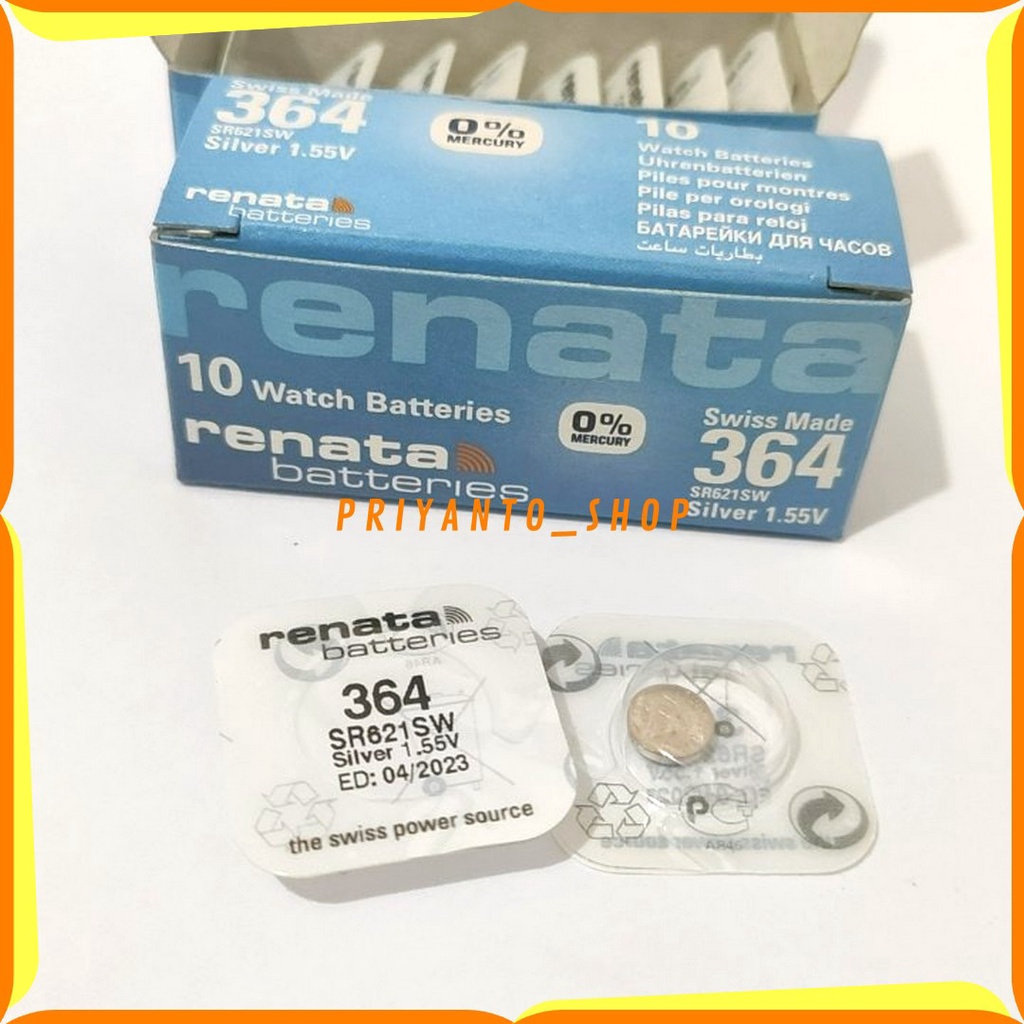 Swiss Made
364
SR621SW
Silver 1.55V
renata
batteries
0%
MERCURY
10
Watch Batteries
Uhrenbatterien
Piles pour montres
Pile per orologi
Pilas para reloj
БАТАРЕЙКИ ДЛЯ ЧАСОВ
بطاريات ساعت
renata
10 Watch Batteries
renata
batteries
0%
MERCURY
Swiss Made
364
SR621SW
Silver 1.55V
PRIYANTO_SHOP
renata
batteries
364
SR621SW
Silver 1.55V
ED: 04/2023
the swiss power source